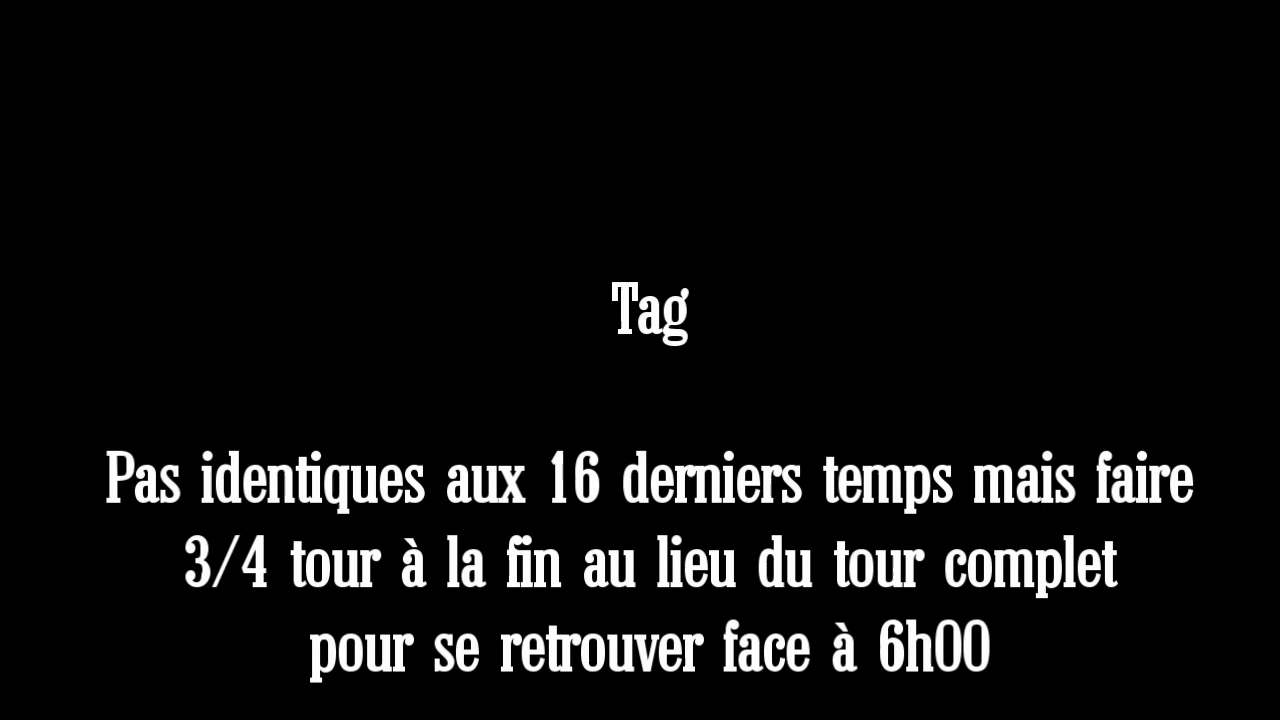 Tag
Pas identiques aux 16 derniers temps mais faire
3/4 tour à la fin au lieu du tour complet
pour se retrouver face à 6h00